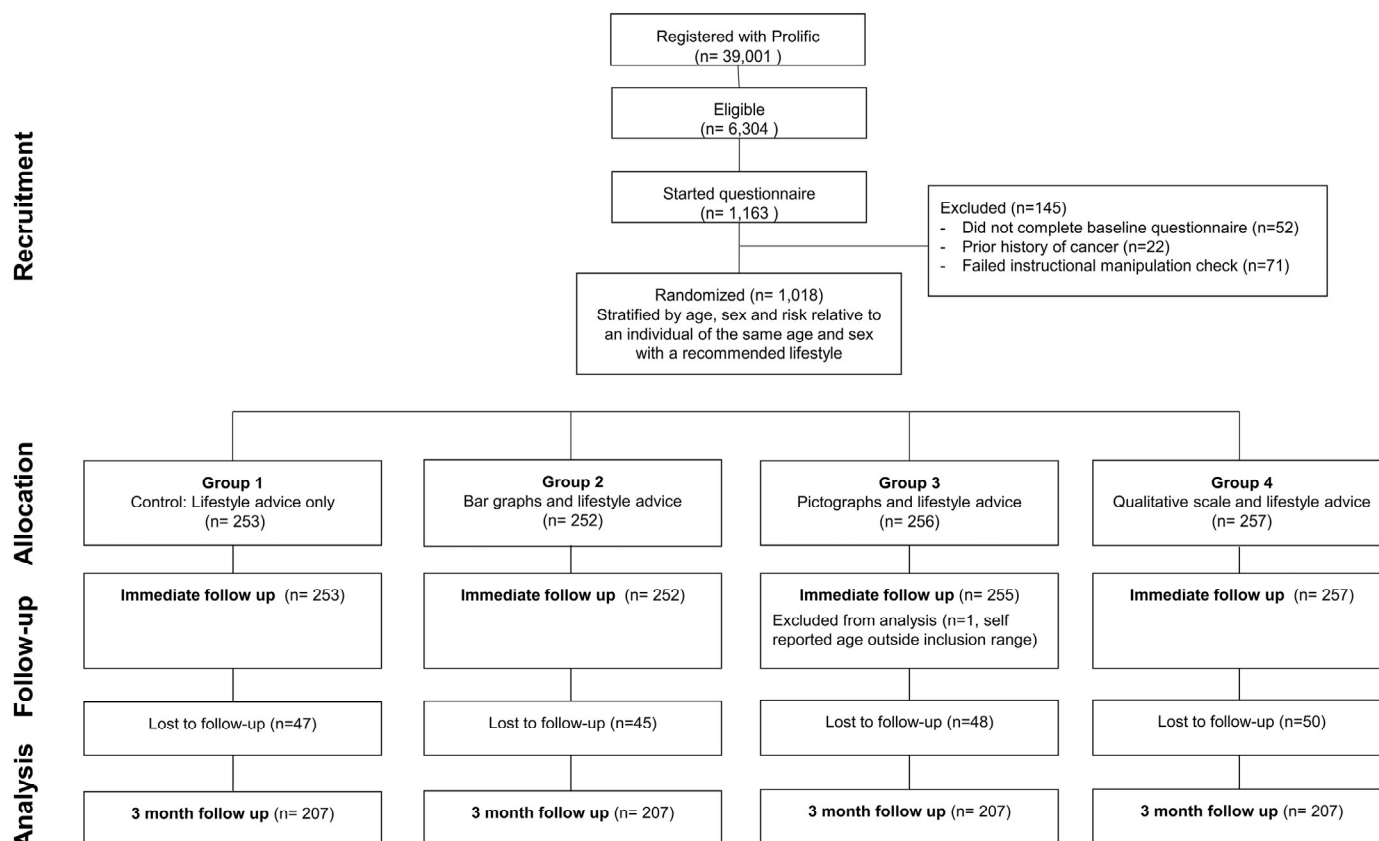 Recruitment
Registered with Prolific
(n= 39,001 )
Eligible
(n= 6,304 )
Started questionnaire
(n= 1,163 )
Excluded (n=145)
- Did not complete baseline questionnaire (n=52)
- Prior history of cancer (n=22)
- Failed instructional manipulation check (n=71)
Randomized (n= 1,018)
Stratified by age, sex and risk relative to
an individual of the same age and sex
with a recommended lifestyle
Allocation
Group 1
Control: Lifestyle advice only
(n= 253)
Group 2
Bar graphs and lifestyle advice
(n= 252)
Group 3
Pictographs and lifestyle advice
(n= 256)
Group 4
Qualitative scale and lifestyle advice
(n= 257)
Follow-up
Immediate follow up (n= 253)
Immediate follow up (n= 252)
Immediate follow up (n= 255)
Excluded from analysis (n=1, self
reported age outside inclusion range)
Immediate follow up (n= 257)
Lost to follow-up (n=47)
Lost to follow-up (n=45)
Lost to follow-up (n=48)
Lost to follow-up (n=50)
Analysis
3 month follow up (n= 207)
3 month follow up (n= 207)
3 month follow up (n= 207)
3 month follow up (n= 207)